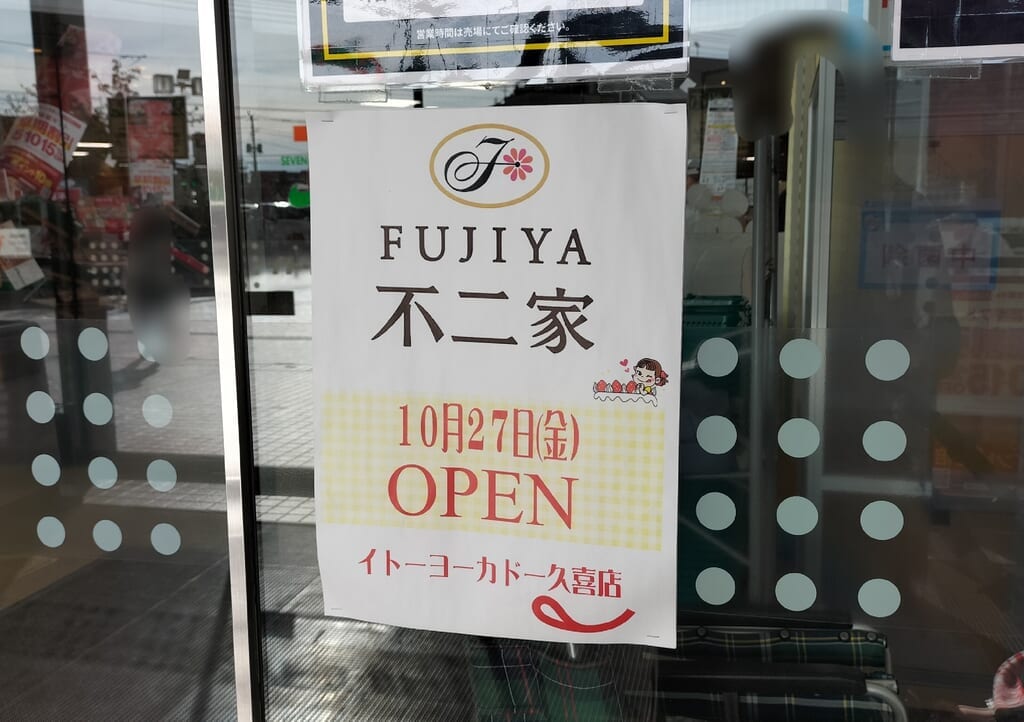 営業時間は売場にてご確認ください。
FUJIYA
不二家
10月27日(金)
OPEN
イトーヨーカドー久喜店
SEVEN